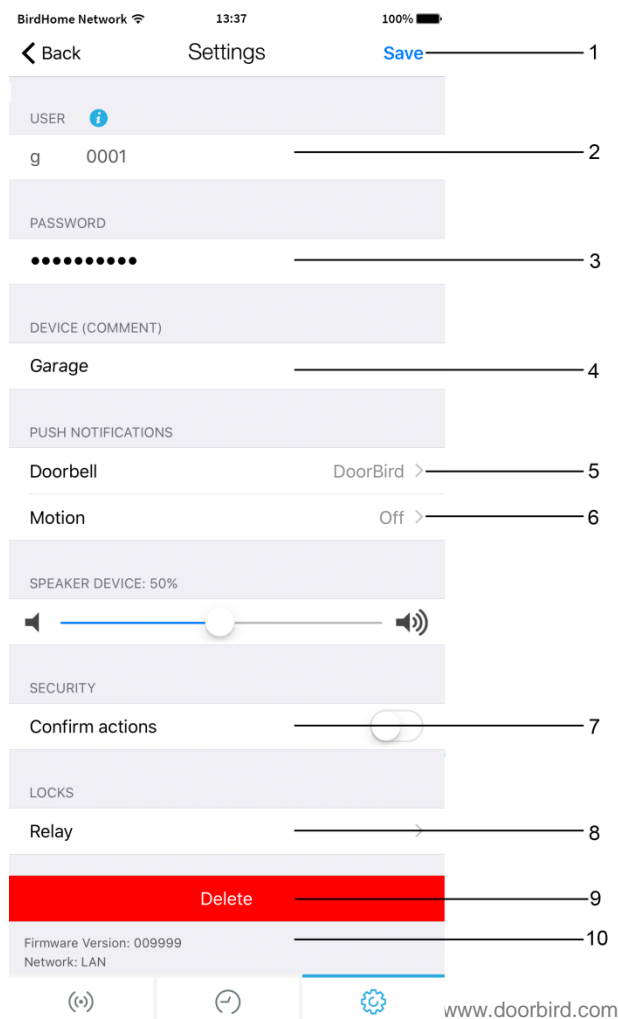 BirdHome Network 13:37 100%
Back Settings Save 1
USER i
g 0001 2
PASSWORD
3
DEVICE (COMMENT)
Garage 4
PUSH NOTIFICATIONS
Doorbell DoorBird 5
Motion Off 6
SPEAKER DEVICE: 50%
SECURITY
Confirm actions 7
LOCKS
Relay 8
Delete 9
Firmware Version: 009999 10
Network: LAN
www.doorbird.com